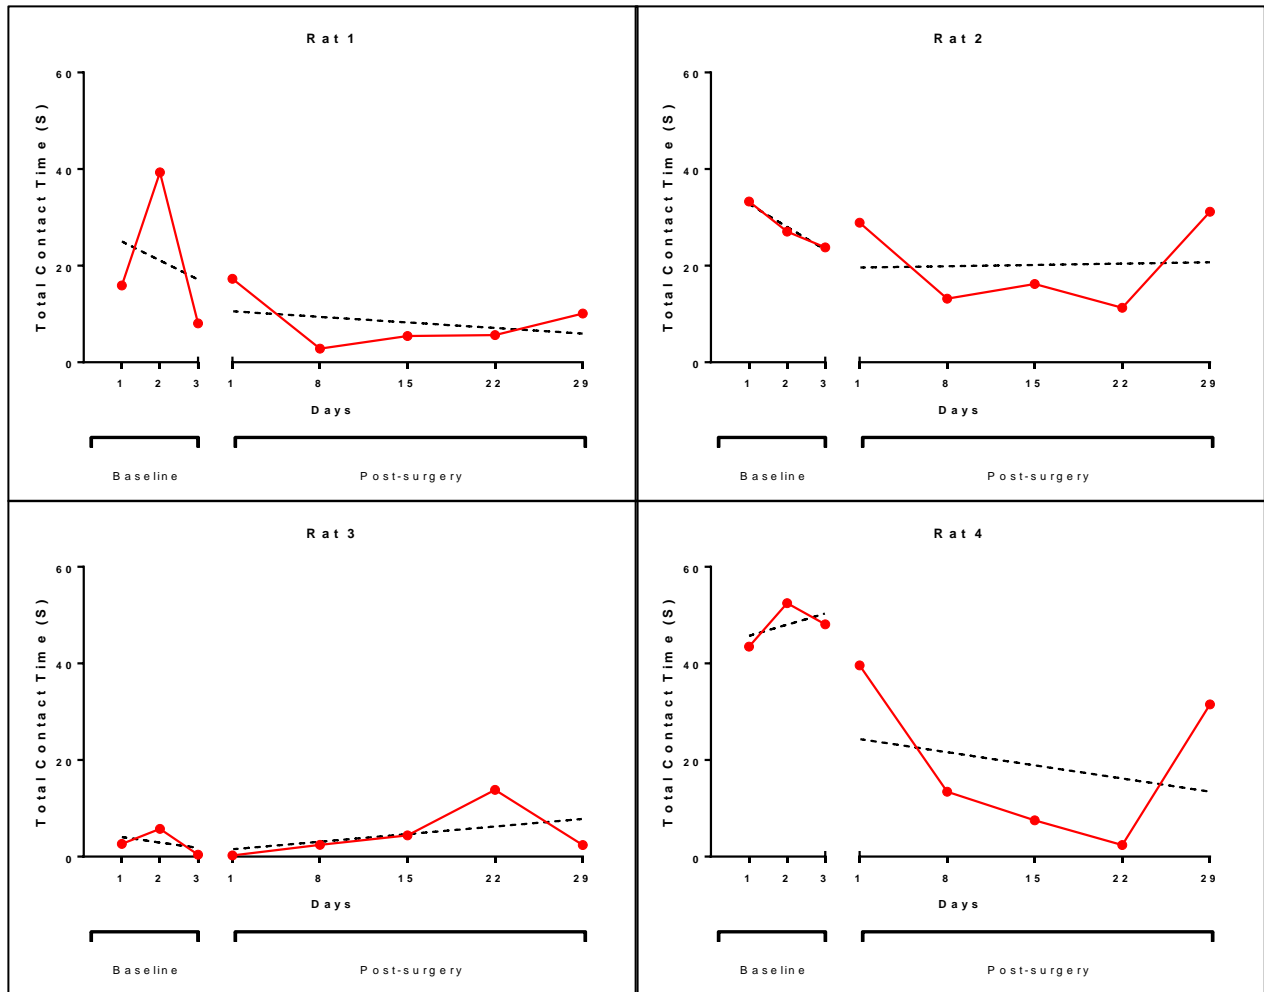 Rat 1
60
40
20
0
Total Contact Time (S)
1 2 3 1 8 15 22 29
Days
Baseline Post-surgery
Rat 2
60
40
20
0
Total Contact Time (S)
1 2 3 1 8 15 22 29
Days
Baseline Post-surgery
Rat 3
60
40
20
0
Total Contact Time (S)
1 2 3 1 8 15 22 29
Days
Baseline Post-surgery
Rat 4
60
40
20
0
Total Contact Time (S)
1 2 3 1 8 15 22 29
Days
Baseline Post-surgery